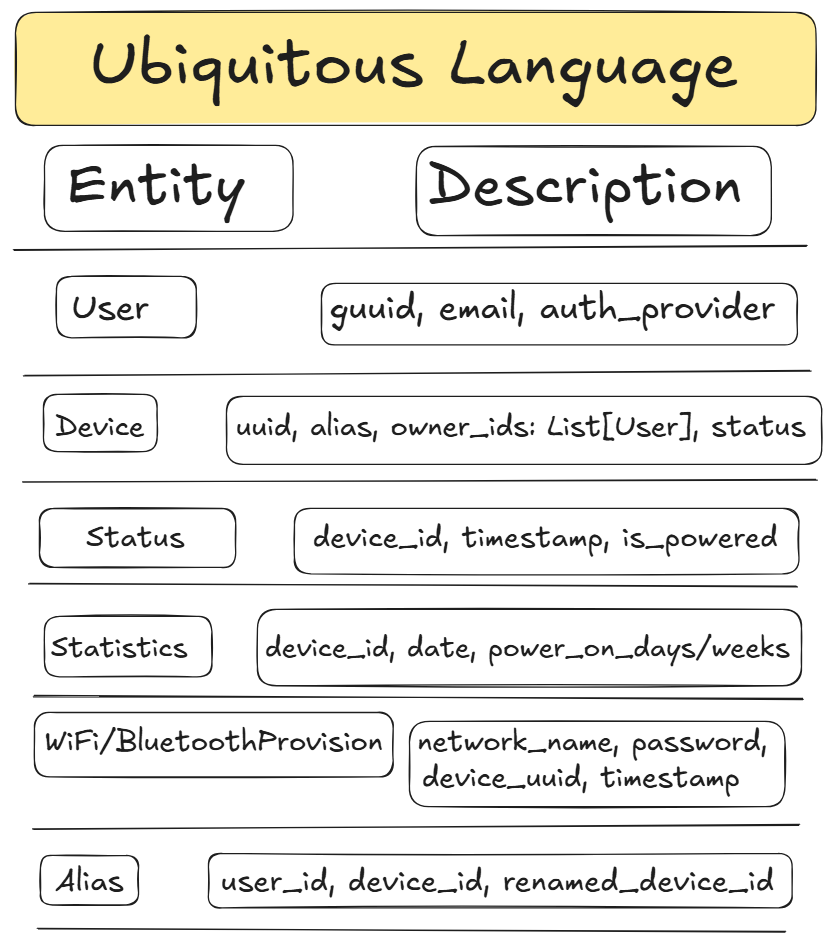 Ubiquitous Language
Entity Description
User guuid, email, auth_provider
Device uuid, alias, owner_ids: List[User], status
Status device_id, timestamp, is_powered
Statistics device_id, date, power_on_days/weeks
WiFi/BluetoothProvision network_name, password,
device_uuid, timestamp
Alias user_id, device_id, renamed_device_id